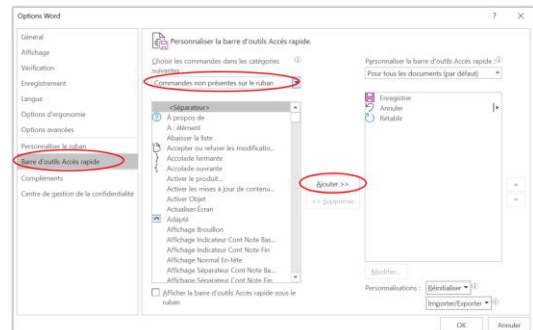 Options Word
?
Général
Affichage
Vérification
Enregistrement
Langue
Options d'ergonomie
Options avancées
Personnaliser le ruban
Barre d'outils Accès rapide
Compléments
Centre de gestion de la confidentialité
Personnaliser la barre d'outils Accès rapide.
Choisir les commandes dans les catégories
suivantes :
Commandes non présentes sur le ruban
<Séparateur>
À propos de
À : élément
Abaisser la liste
Accepter ou refuser les modificatio...
Accolade fermante
Accolade ouvrante
Activer le produit...
Activer les mises à jour de contenu...
Activer Objet
Actualiser Écran
Adapté
Affichage Brouillon
Affichage Indicateur Cont Note Bas...
Affichage Indicateur Cont Note Fin
Affichage Normal En-tête
Affichage Séparateur Cont Note Ba...
Affichage Séparateur Cont Note Fin
Afficher la barre d'outils Accès rapide sous le
ruban
Ajouter >>
<< Supprimer
Personnaliser la barre d'outils Accès rapide :
Pour tous les documents (par défaut)
Enregistrer
Annuler
Rétablir
Modifier...
Personnalisations :
Réinitialiser
Importer/Exporter
OK
Annuler